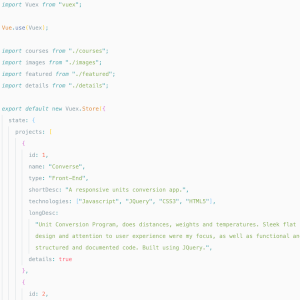 import Vuex from "vuex";
Vue.use(Vuex);
import courses from "./courses";
import images from "./images";
import featured from "./featured";
import details from "./details";
export default new Vuex.Store({
state: {
projects: [
{
id: 1,
name: "Converse",
type: "Front-End",
shortDesc: "A responsive units conversion app.",
technologies: ["Javascript", "JQuery", "CSS3", "HTML5"],
longDesc:
"Unit Conversion Program, does distances, weights and temperatures. Sleek flat
design and attention to user experience were my focus, as well as functional an
structured and documented code. Built using JQuery.",
details: true
},
{
id: 2,